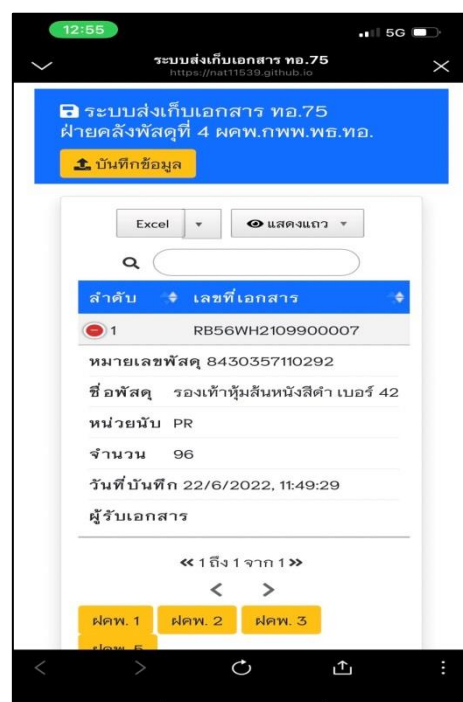 12:55
5G
ระบบส่งเก็บเอกสาร ทอ.75
https://nat11539.github.io
ระบบส่งเก็บเอกสาร ทอ.75
ฝ่ายคลังพัสดุที่ 4 ผคพ.กพพ.พธ.ทอ.
บันทึกข้อมูล
Excel
แสดงแถว
ลำดับ เลขที่เอกสาร
1 RB56WH2109900007
หมายเลขพัสดุ 8430357110292
ชื่อพัสดุ รองเท้าหุ้มส้นหนังสีดำ เบอร์ 42
หน่วยนับ PR
จำนวน 96
วันที่บันทึก 22/6/2022, 11:49:29
ผู้รับเอกสาร
<< 1 ถึง 1 จาก 1 >>
ฝคพ. 1 ฝคพ. 2 ฝคพ. 3
ฝคพ. 5